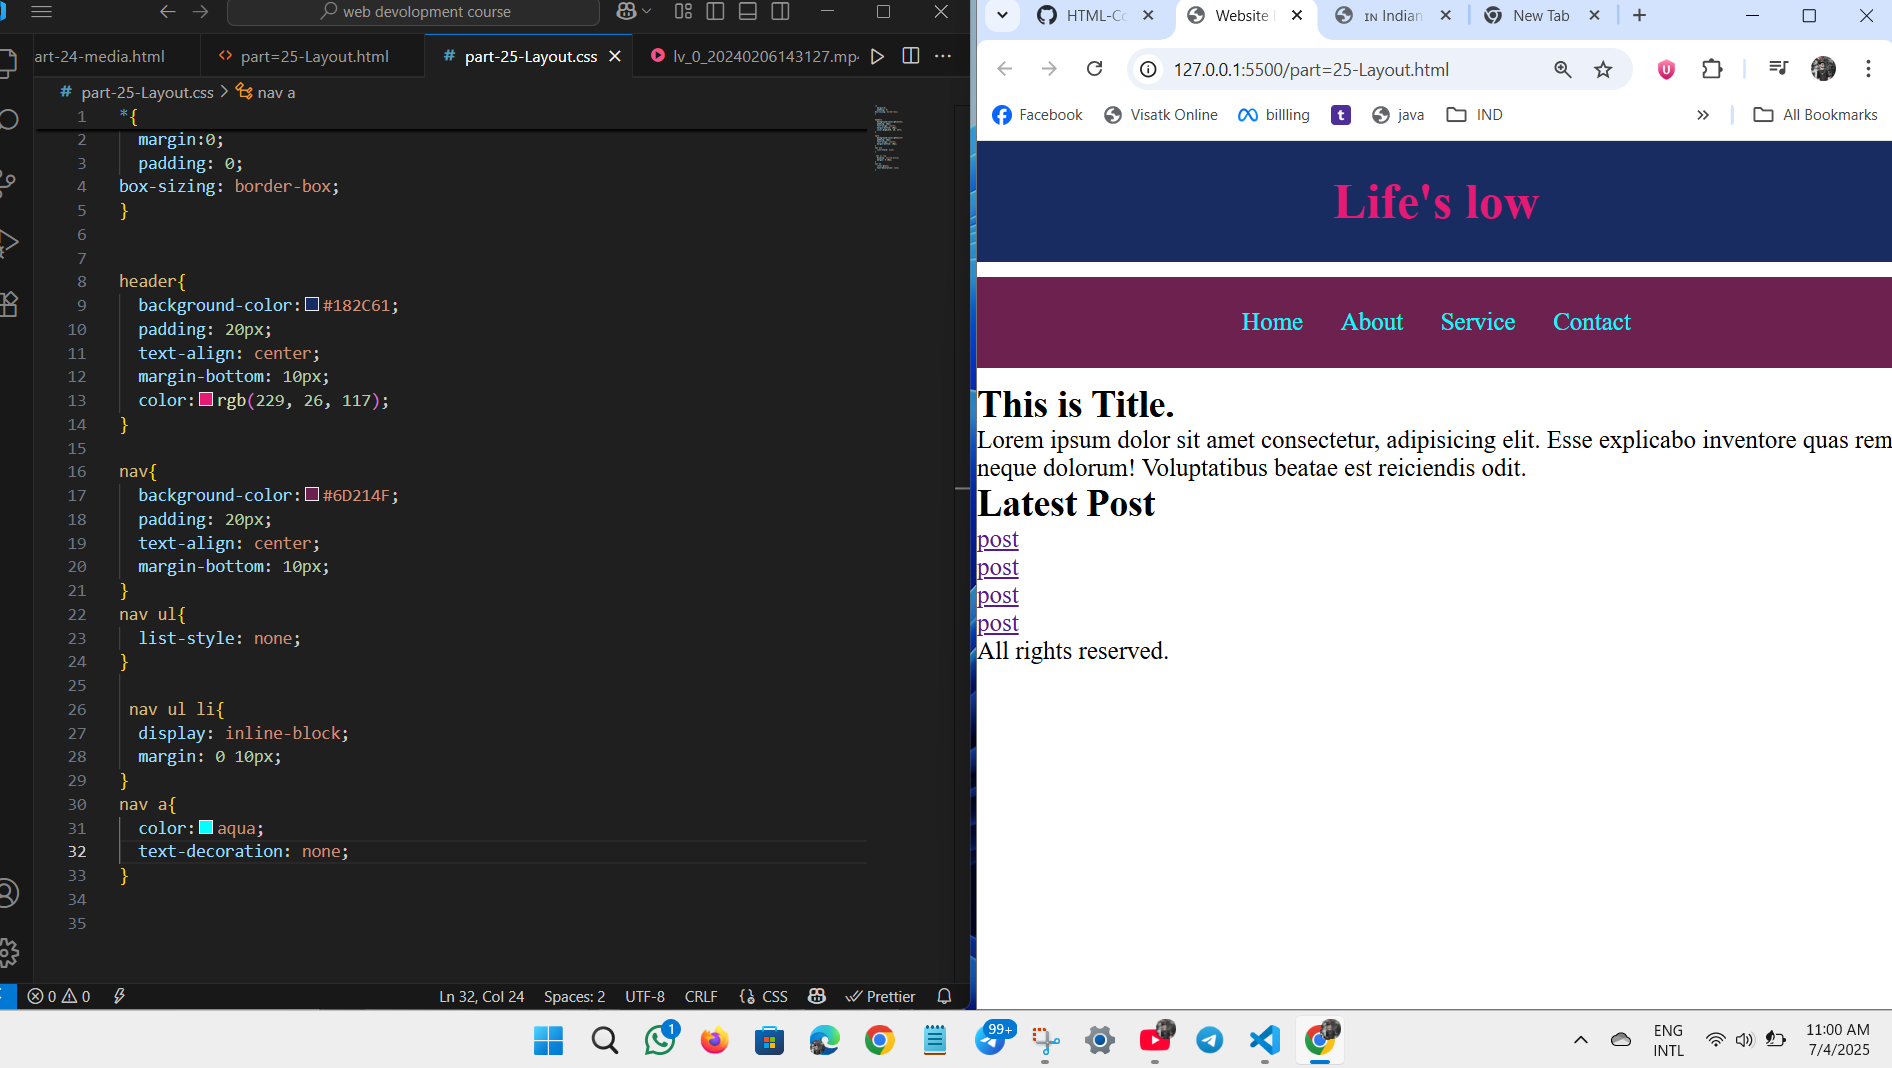 web devolopment course
art-24-media.html
part=25-Layout.html
part-25-Layout.css
lv_0_20240206143127.mp4
part-25-Layout.css > nav a
1 *{
2 margin:0;
3 padding: 0;
4 box-sizing: border-box;
5 }
6
7
8 header{
9 background-color: #182C61;
10 padding: 20px;
11 text-align: center;
12 margin-bottom: 10px;
13 color: rgb(229, 26, 117);
14 }
15
16 nav{
17 background-color: #6D214F;
18 padding: 20px;
19 text-align: center;
20 margin-bottom: 10px;
21 }
22 nav ul{
23 list-style: none;
24 }
25
26 nav ul li{
27 display: inline-block;
28 margin: 0 10px;
29 }
30 nav a{
31 color: aqua;
32 text-decoration: none;
33 }
34
35
0 0
Ln 32, Col 24
Spaces: 2
UTF-8
CRLF
CSS
Prettier
HTML-Co
Website
IN Indian
New Tab
127.0.0.1:5500/part=25-Layout.html
Facebook
Visatk Online
billling
t
java
IND
All Bookmarks
Life's low
Home About Service Contact
This is Title.
Lorem ipsum dolor sit amet consectetur, adipisicing elit. Esse explicabo inventore quas rem
neque dolorum! Voluptatibus beatae est reiciendis odit.
Latest Post
post
post
post
post
All rights reserved.
1
99+
ENG
INTL
11:00 AM
7/4/2025